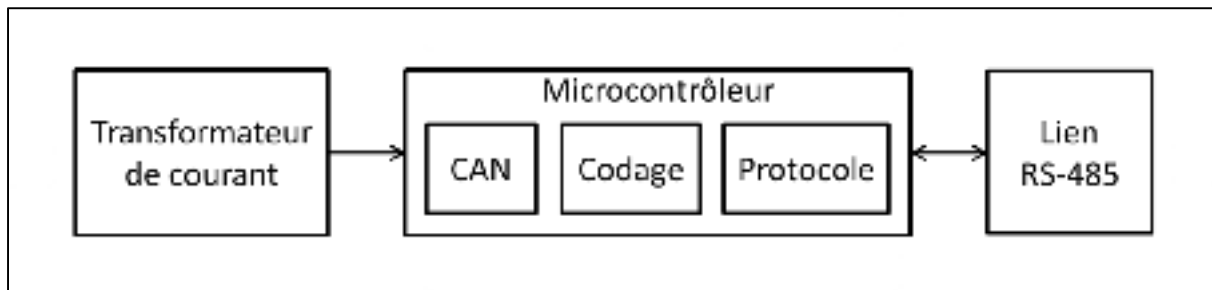 Transformateur
de courant
Microcontrôleur
CAN
Codage
Protocole
Lien
RS-485